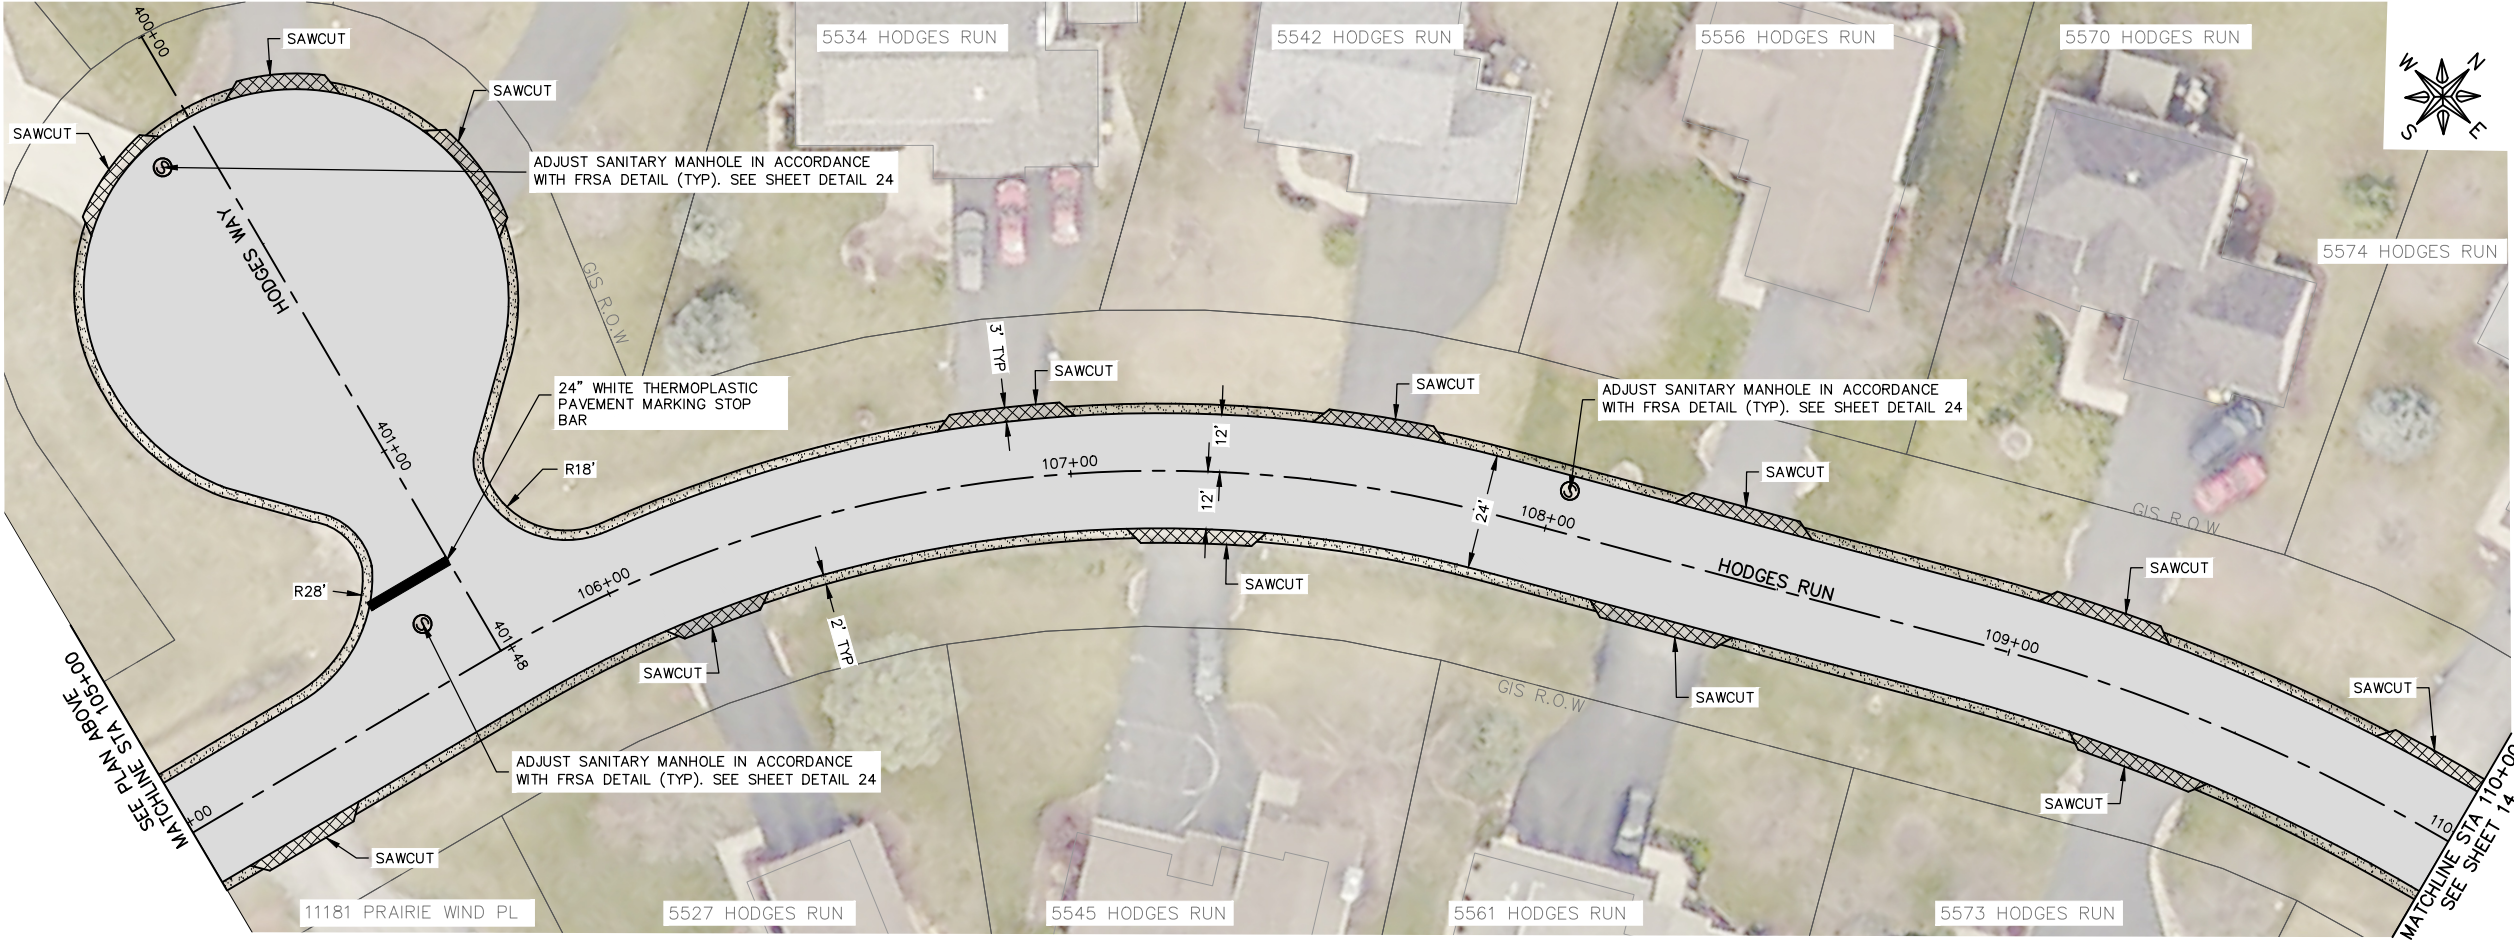 400+00
SAWCUT
5534 HODGES RUN
5542 HODGES RUN
5556 HODGES RUN
5570 HODGES RUN
W
N
S
E
SAWCUT
SAWCUT
S
ADJUST SANITARY MANHOLE IN ACCORDANCE
WITH FRSA DETAIL (TYP). SEE SHEET DETAIL 24
HODGES WAY
GIS R.O.W
5574 HODGES RUN
3' TYP
SAWCUT
SAWCUT
24" WHITE THERMOPLASTIC
PAVEMENT MARKING STOP
BAR
ADJUST SANITARY MANHOLE IN ACCORDANCE
WITH FRSA DETAIL (TYP). SEE SHEET DETAIL 24
401+00
12'
R18'
107+00
12'
24'
S
108+00
SAWCUT
GIS R.O.W
R28'
106+00
SAWCUT
HODGES RUN
SAWCUT
S
401+48
2' TYP
109+00
SAWCUT
GIS R.O.W
SAWCUT
SAWCUT
SEE PLAN ABOVE
MATCHLINE STA 105+00
+00
ADJUST SANITARY MANHOLE IN ACCORDANCE
WITH FRSA DETAIL (TYP). SEE SHEET DETAIL 24
SAWCUT
110
MATCHLINE STA 110+00
SEE SHEET 14
SAWCUT
11181 PRAIRIE WIND PL
5527 HODGES RUN
5545 HODGES RUN
5561 HODGES RUN
5573 HODGES RUN